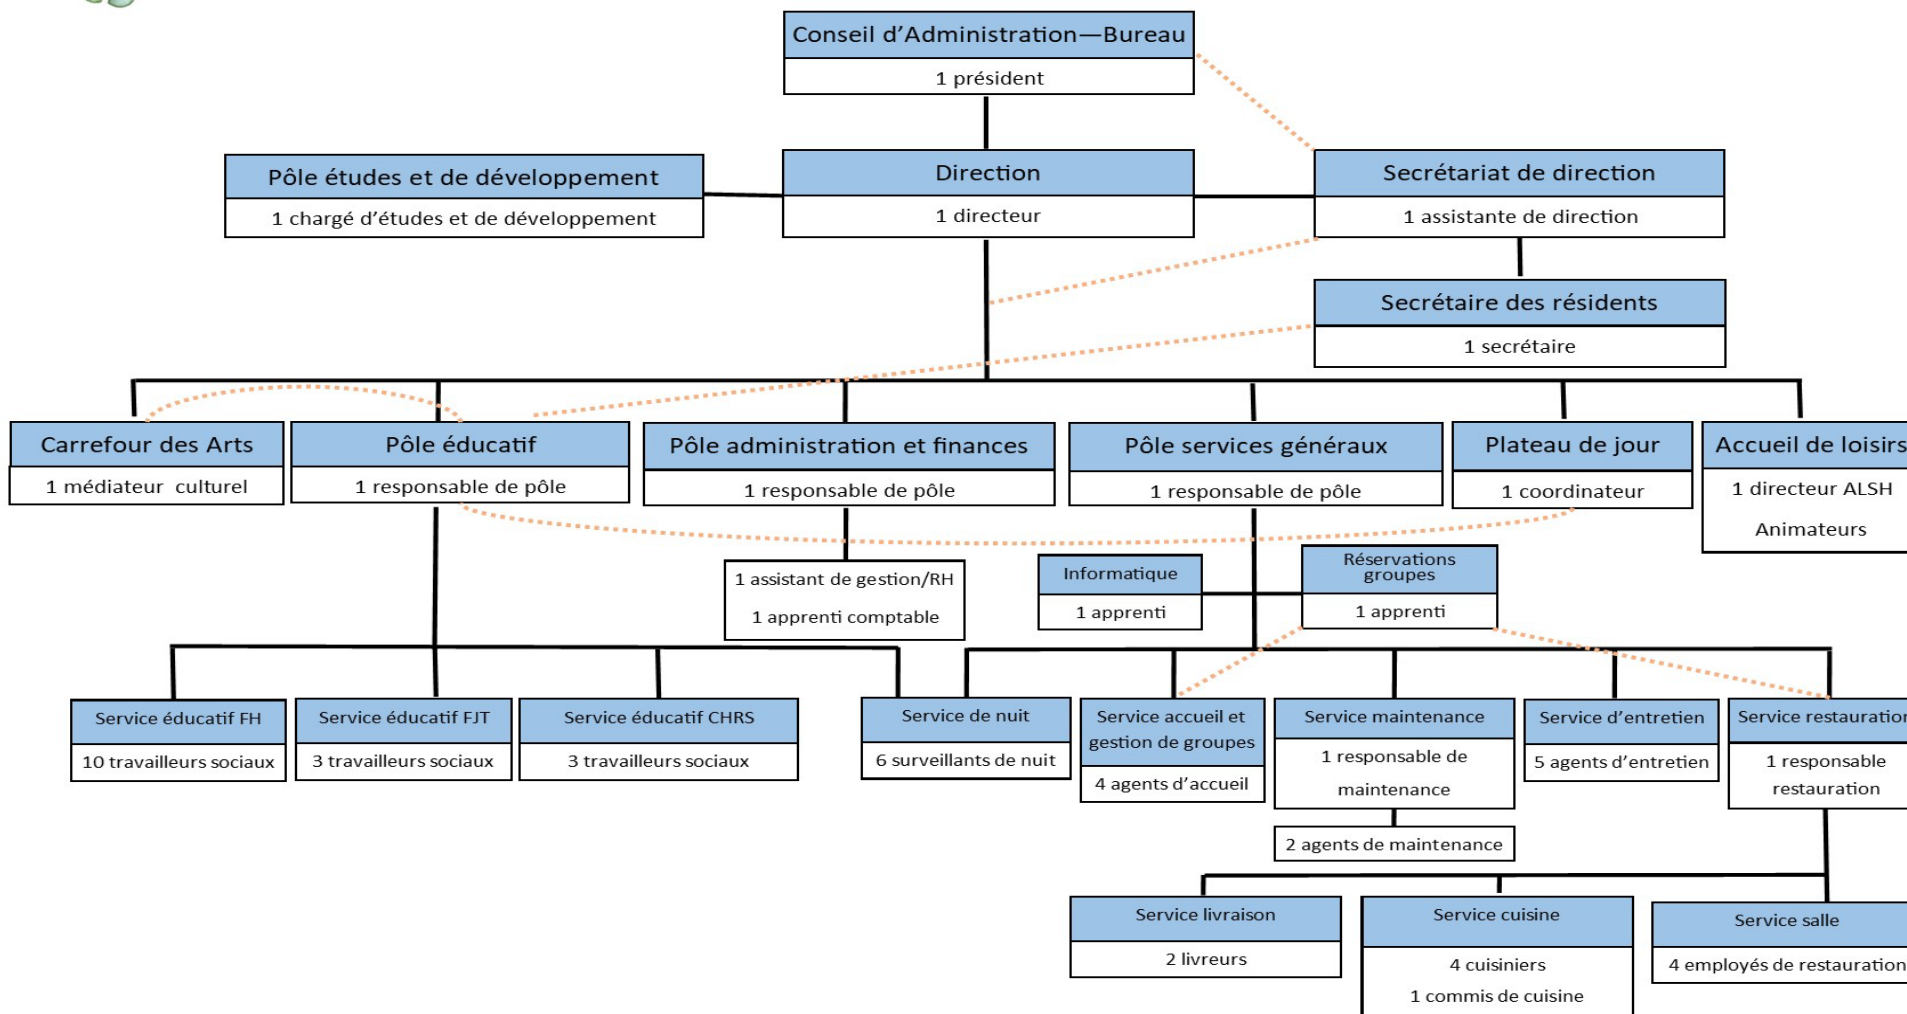 Conseil d’Administration—Bureau
1 président
Pôle études et de développement
1 chargé d’études et de développement
Direction
1 directeur
Secrétariat de direction
1 assistante de direction
Secrétaire des résidents
1 secrétaire
Carrefour des Arts
1 médiateur culturel
Pôle éducatif
1 responsable de pôle
Pôle administration et finances
1 responsable de pôle
Pôle services généraux
1 responsable de pôle
Plateau de jour
1 coordinateur
Accueil de loisirs
1 directeur ALSH
Animateurs
1 assistant de gestion/RH
1 apprenti comptable
Informatique
1 apprenti
Réservations
groupes
1 apprenti
Service éducatif FH
10 travailleurs sociaux
Service éducatif FJT
3 travailleurs sociaux
Service éducatif CHRS
3 travailleurs sociaux
Service de nuit
6 surveillants de nuit
Service accueil et
gestion de groupes
4 agents d’accueil
Service maintenance
1 responsable de
maintenance
2 agents de maintenance
Service d’entretien
5 agents d’entretien
Service restauration
1 responsable
restauration
Service livraison
2 livreurs
Service cuisine
4 cuisiniers
1 commis de cuisine
Service salle
4 employés de restauration